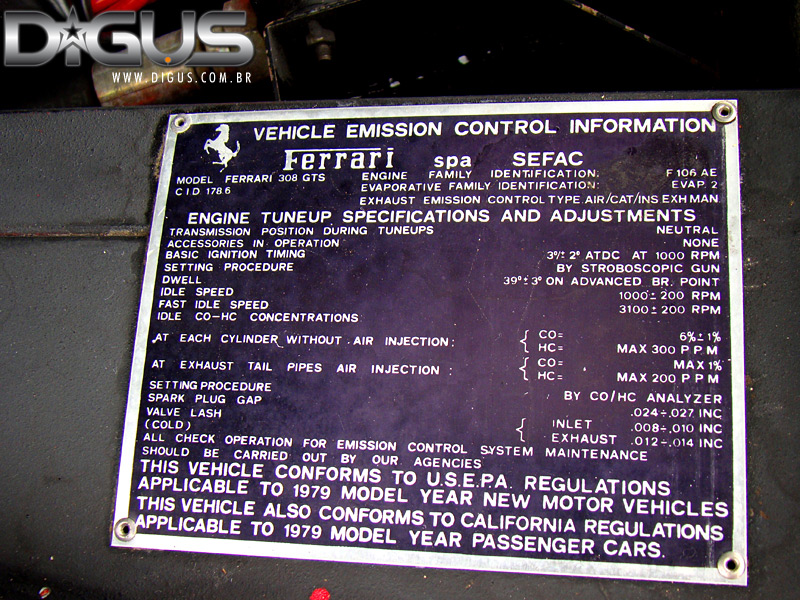 DIGUS
WWW.DIGUS.COM.BR
VEHICLE EMISSION CONTROL INFORMATION
Ferrari spa SEFAC
MODEL FERRARI 308 GTS ENGINE FAMILY IDENTIFICATION: F 106 AE
CID 178.6 EVAPORATIVE FAMILY IDENTIFICATION: EVAP. 2
EXHAUST EMISSION CONTROL TYPE AIR/CAT/INS.EXH MAN.
ENGINE TUNEUP SPECIFICATIONS AND ADJUSTMENTS
TRANSMISSION POSITION DURING TUNEUPS NEUTRAL
ACCESSORIES IN OPERATION NONE
BASIC IGNITION TIMING 3°± 2° ATDC AT 1000 RPM
SETTING PROCEDURE BY STROBOSCOPIC GUN
DWELL 39°±3° ON ADVANCED BR. POINT
IDLE SPEED 1000± 200 RPM
FAST IDLE SPEED 3100± 200 RPM
IDLE CO-HC CONCENTRATIONS
AT EACH CYLINDER WITHOUT AIR INJECTION: { CO= 6%± 1%
HC= MAX 300 P.P.M
AT EXHAUST TAIL PIPES AIR INJECTION: { CO= MAX 1%
HC= MAX 200 P.P.M
SETTING PROCEDURE BY CO/HC ANALYZER
SPARK PLUG GAP .024÷.027 INC
VALVE LASH { INLET .008÷.010 INC
(COLD) EXHAUST .012÷.014 INC
ALL CHECK OPERATION FOR EMISSION CONTROL SYSTEM MAINTENANCE
SHOULD BE CARRIED OUT BY OUR AGENCIES
THIS VEHICLE CONFORMS TO U.S.E.P.A. REGULATIONS
APPLICABLE TO 1979 MODEL YEAR NEW MOTOR VEHICLES
THIS VEHICLE ALSO CONFORMS TO CALIFORNIA REGULATIONS
APPLICABLE TO 1979 MODEL YEAR PASSENGER CARS.